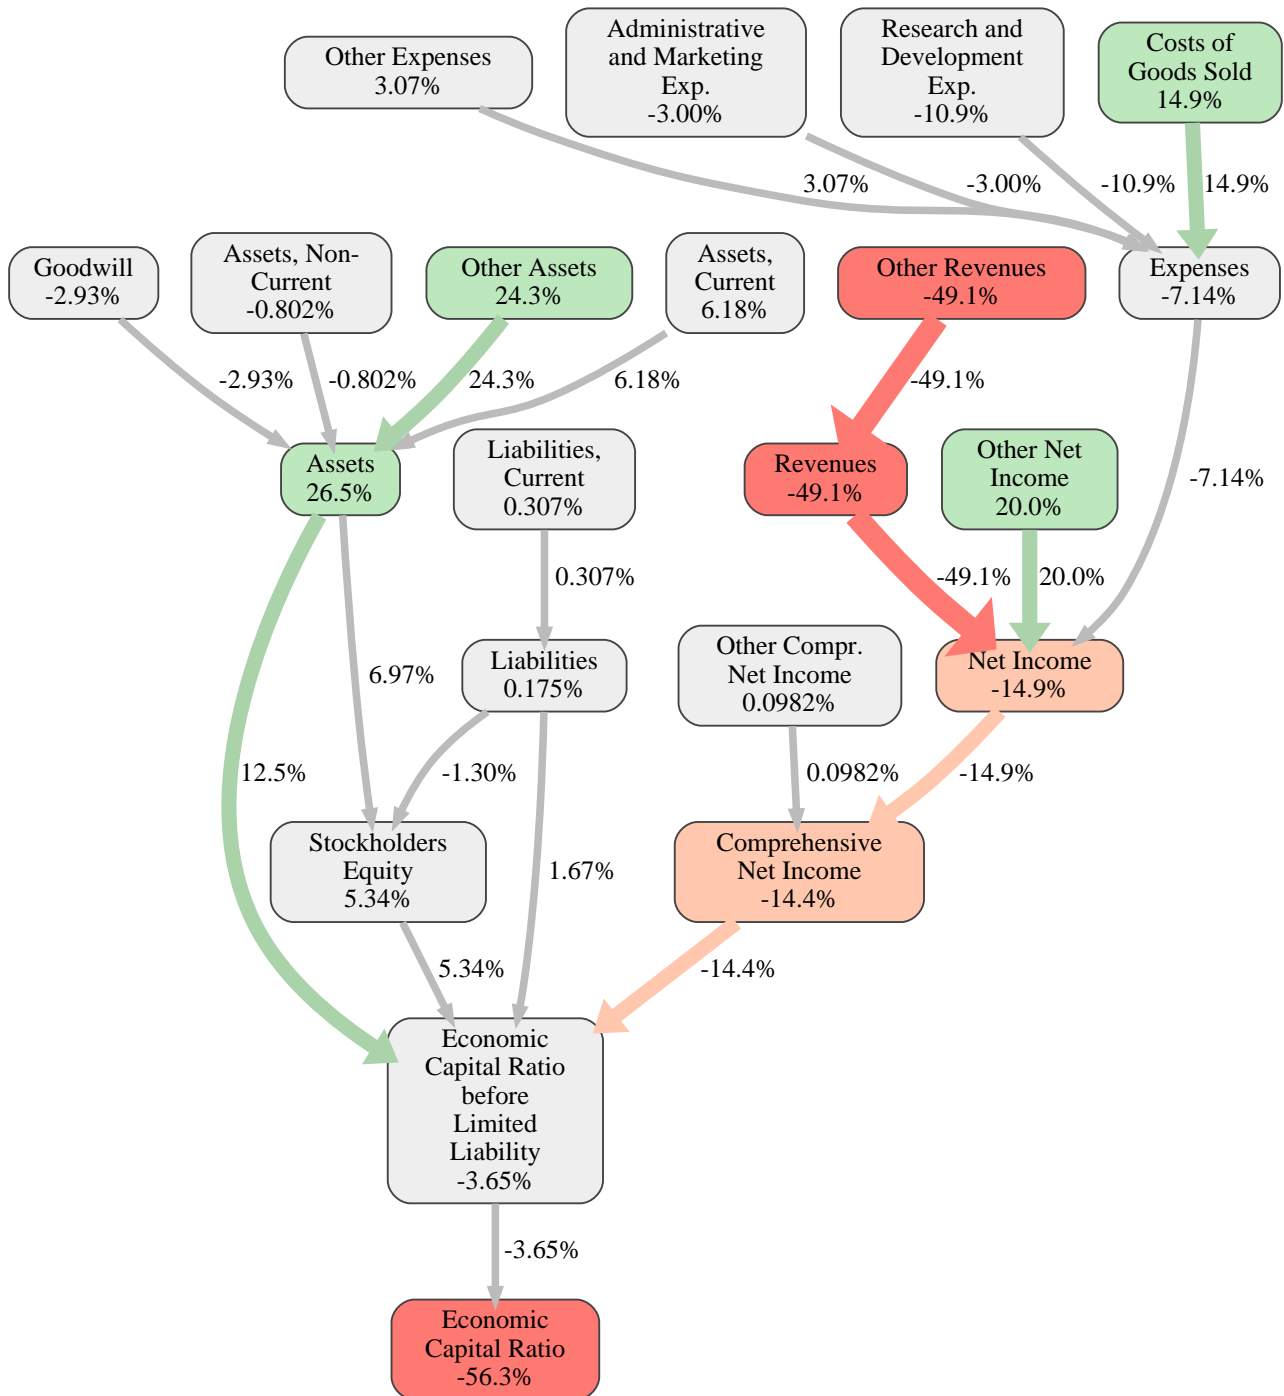 Other Expenses
3.07%
Administrative
and Marketing
Exp.
-3.00%
Research and
Development
Exp.
-10.9%
Costs of
Goods Sold
14.9%
3.07%
-3.00%
-10.9%
14.9%
Goodwill
-2.93%
Assets, Non-
Current
-0.802%
Other Assets
24.3%
Assets,
Current
6.18%
Other Revenues
-49.1%
Expenses
-7.14%
-2.93%
-0.802%
24.3%
6.18%
-49.1%
Assets
26.5%
Liabilities,
Current
0.307%
Revenues
-49.1%
Other Net
Income
20.0%
-7.14%
0.307%
-49.1%
20.0%
Liabilities
0.175%
Other Compr.
Net Income
0.0982%
Net Income
-14.9%
6.97%
12.5%
-1.30%
0.0982%
-14.9%
Stockholders
Equity
5.34%
1.67%
Comprehensive
Net Income
-14.4%
5.34%
-14.4%
Economic
Capital Ratio
before
Limited
Liability
-3.65%
-3.65%
Economic
Capital Ratio
-56.3%